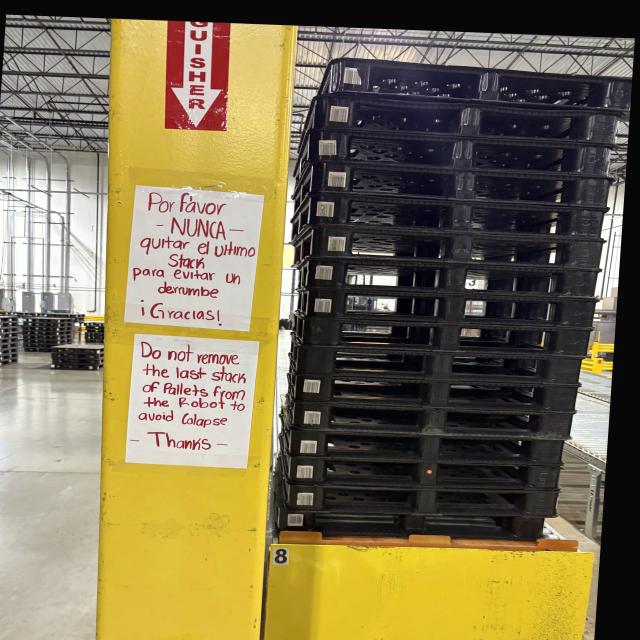 GUISHER
Por favor
- NUNCA -
quitar el ultimo
Stack
para evitar un
derrumbe
¡Gracias!
Do not remove
the last stack
of Pallets from
the Robot to
avoid Colapse
- Thanks -
3
8